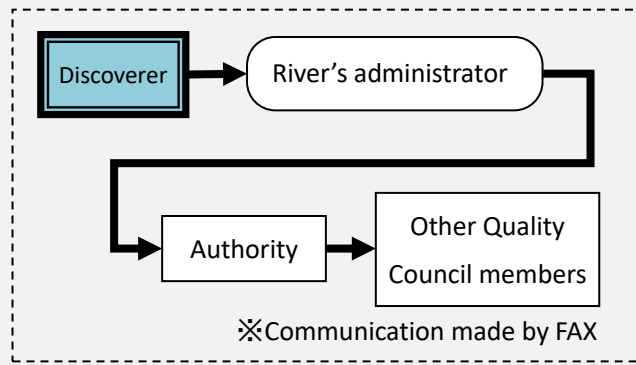 Discoverer
River’s administrator
Authority
Other Quality
Council members
※Communication made by FAX